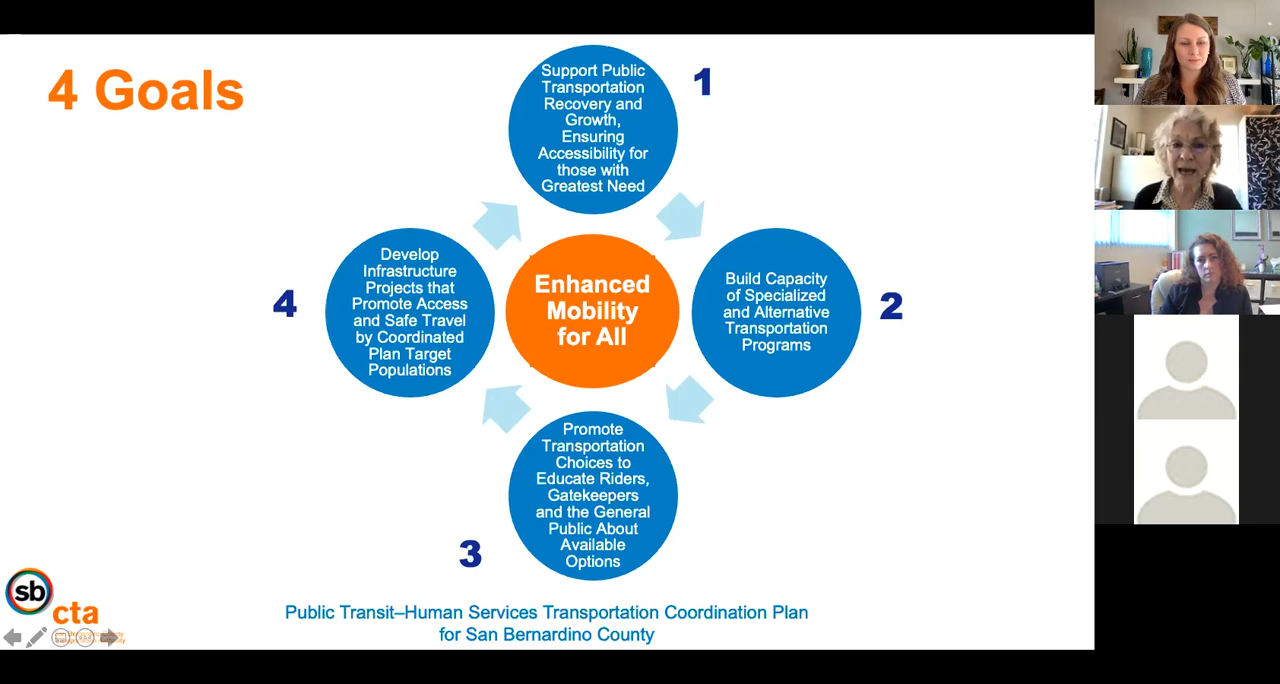 4 Goals
Support Public
Transportation
Recovery and
Growth,
Ensuring
Accessibility for
those with
Greatest Need
1
Build Capacity
of Specialized
and Alternative
Transportation
Programs
2
Promote
Transportation
Choices to
Educate Riders,
Gatekeepers
and the General
Public About
Available
Options
3
Develop
Infrastructure
Projects that
Promote Access
and Safe Travel
by Coordinated
Plan Target
Populations
4
Enhanced
Mobility
for All
sb
cta
Public Transit–Human Services Transportation Coordination Plan
for San Bernardino County